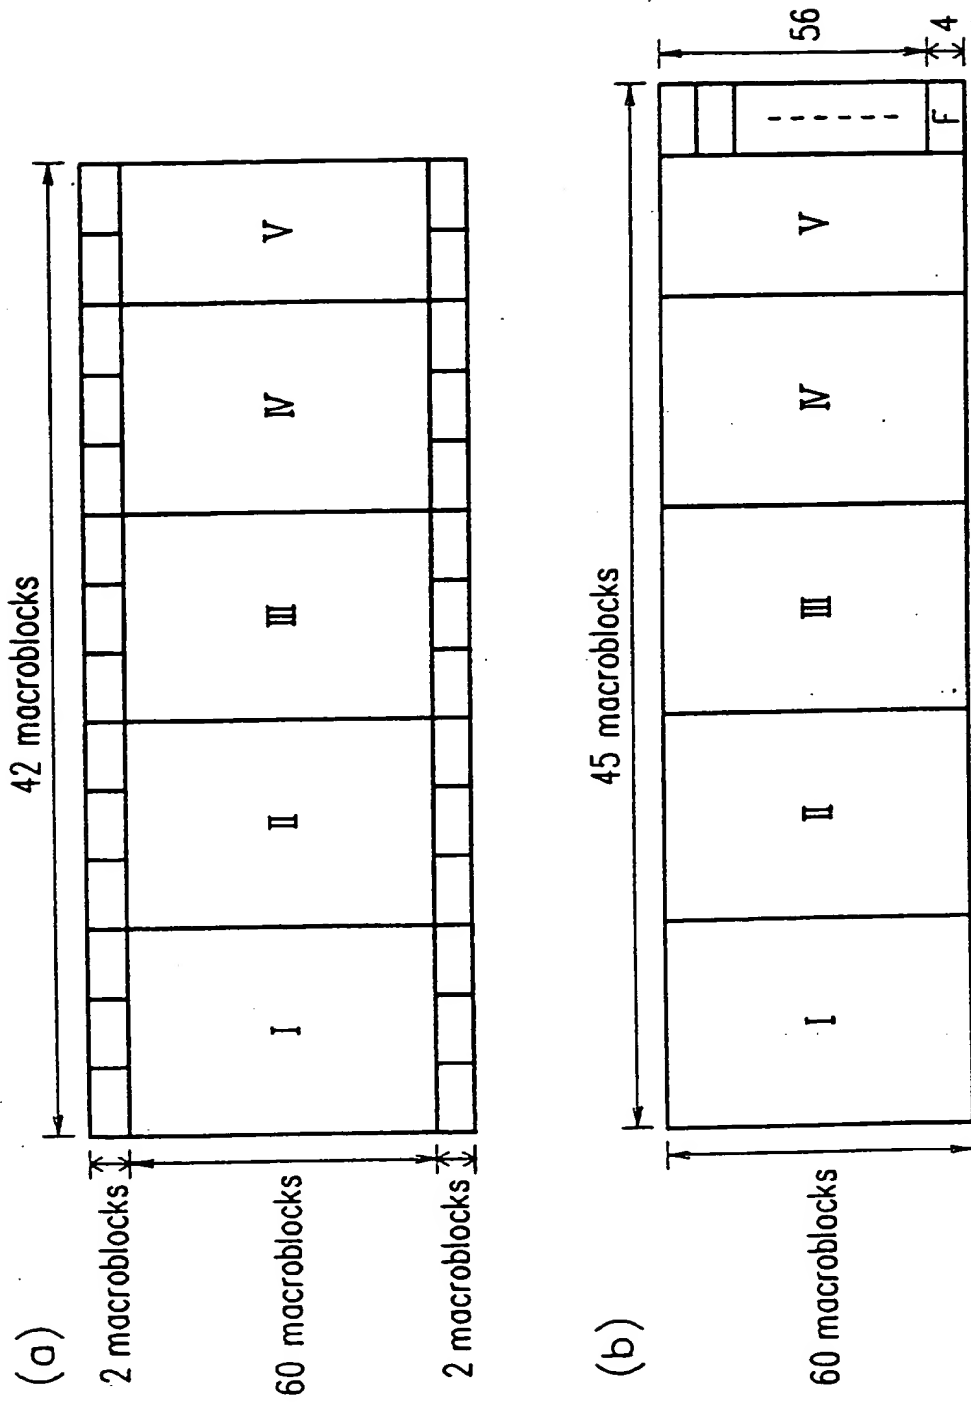 (a)
42 macroblocks
2 macroblocks
60 macroblocks
2 macroblocks
I
II
III
IV
V
(b)
45 macroblocks
60 macroblocks
I
II
III
IV
V
F
56
4